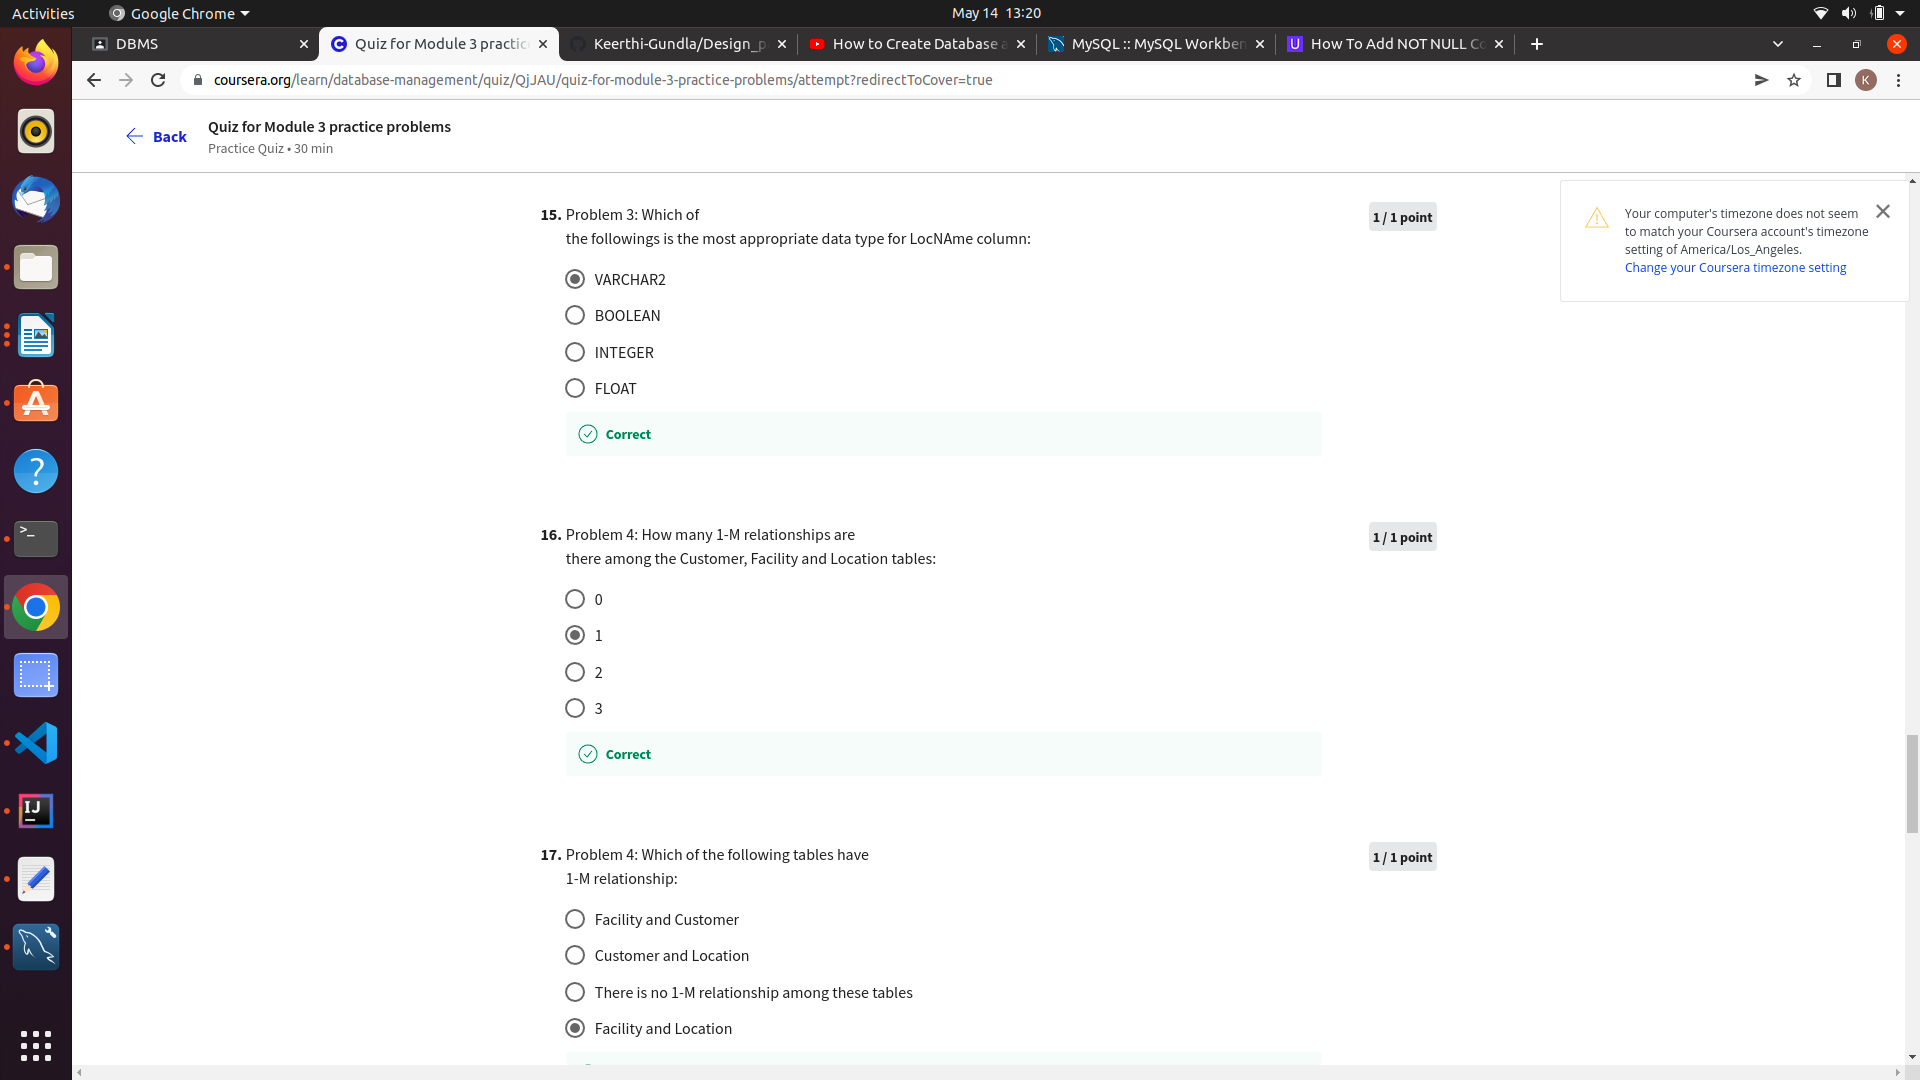 Activities
Google Chrome
May 14 13:20
DBMS
Quiz for Module 3 practic
Keerthi-Gundla/Design_p
How to Create Database a
MySQL :: MySQL Workben
U
How To Add NOT NULL Co
coursera.org/learn/database-management/quiz/QjJAU/quiz-for-module-3-practice-problems/attempt?redirectToCover=true
K
Back
Quiz for Module 3 practice problems
Practice Quiz • 30 min
Your computer's timezone does not seem
to match your Coursera account's timezone
setting of America/Los_Angeles.
Change your Coursera timezone setting
15. Problem 3: Which of
the followings is the most appropriate data type for LocNAme column:
1 / 1 point
VARCHAR2
BOOLEAN
INTEGER
FLOAT
Correct
16. Problem 4: How many 1-M relationships are
there among the Customer, Facility and Location tables:
1 / 1 point
0
1
2
3
Correct
17. Problem 4: Which of the following tables have
1-M relationship:
1 / 1 point
Facility and Customer
Customer and Location
There is no 1-M relationship among these tables
Facility and Location
A
?
>_
IJ